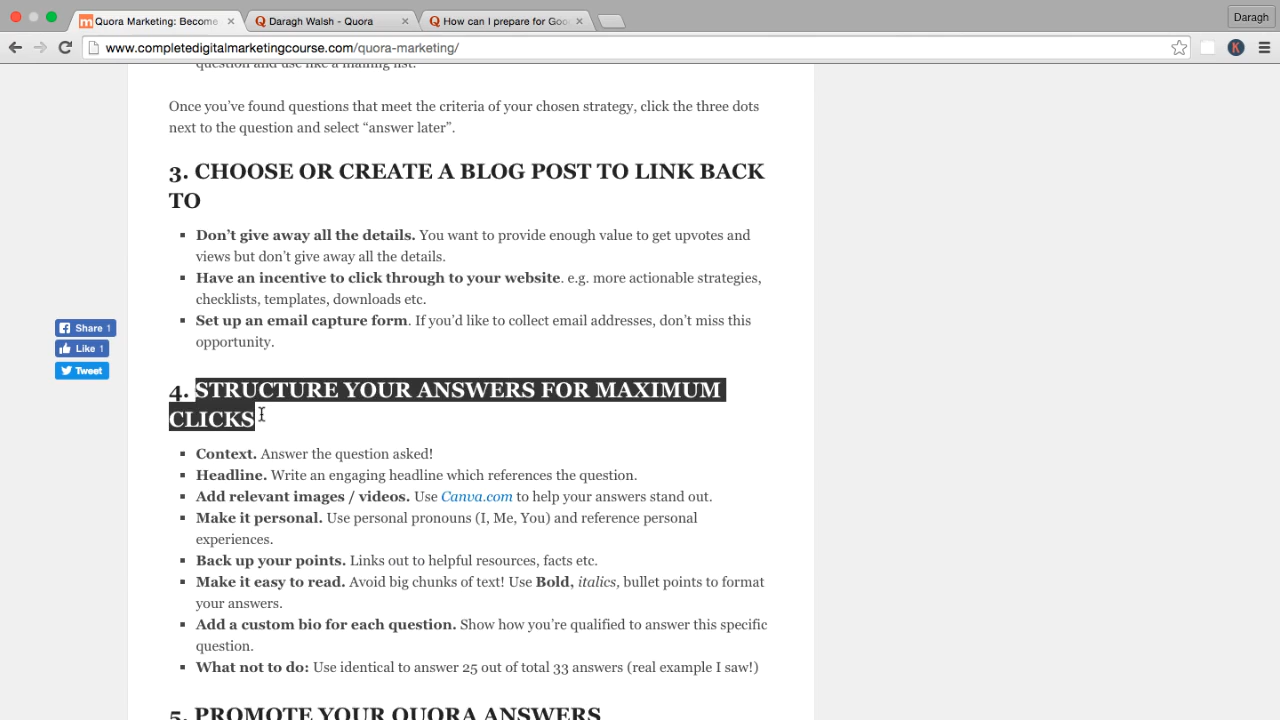 Quora Marketing: Become
Daragh Walsh - Quora
How can I prepare for Goo
Daragh
www.completedigitalmarketingcourse.com/quora-marketing/
K
question and use like a mailing list.
Once you’ve found questions that meet the criteria of your chosen strategy, click the three dots
next to the question and select “answer later”.
3. CHOOSE OR CREATE A BLOG POST TO LINK BACK
TO
Don’t give away all the details. You want to provide enough value to get upvotes and
views but don’t give away all the details.
Have an incentive to click through to your website. e.g. more actionable strategies,
checklists, templates, downloads etc.
Set up an email capture form. If you’d like to collect email addresses, don’t miss this
opportunity.
Share 1
Like 1
Tweet
4. STRUCTURE YOUR ANSWERS FOR MAXIMUM
CLICKS
Context. Answer the question asked!
Headline. Write an engaging headline which references the question.
Add relevant images / videos. Use Canva.com to help your answers stand out.
Make it personal. Use personal pronouns (I, Me, You) and reference personal
experiences.
Back up your points. Links out to helpful resources, facts etc.
Make it easy to read. Avoid big chunks of text! Use Bold, italics, bullet points to format
your answers.
Add a custom bio for each question. Show how you’re qualified to answer this specific
question.
What not to do: Use identical to answer 25 out of total 33 answers (real example I saw!)
5. PROMOTE YOUR QUORA ANSWERS